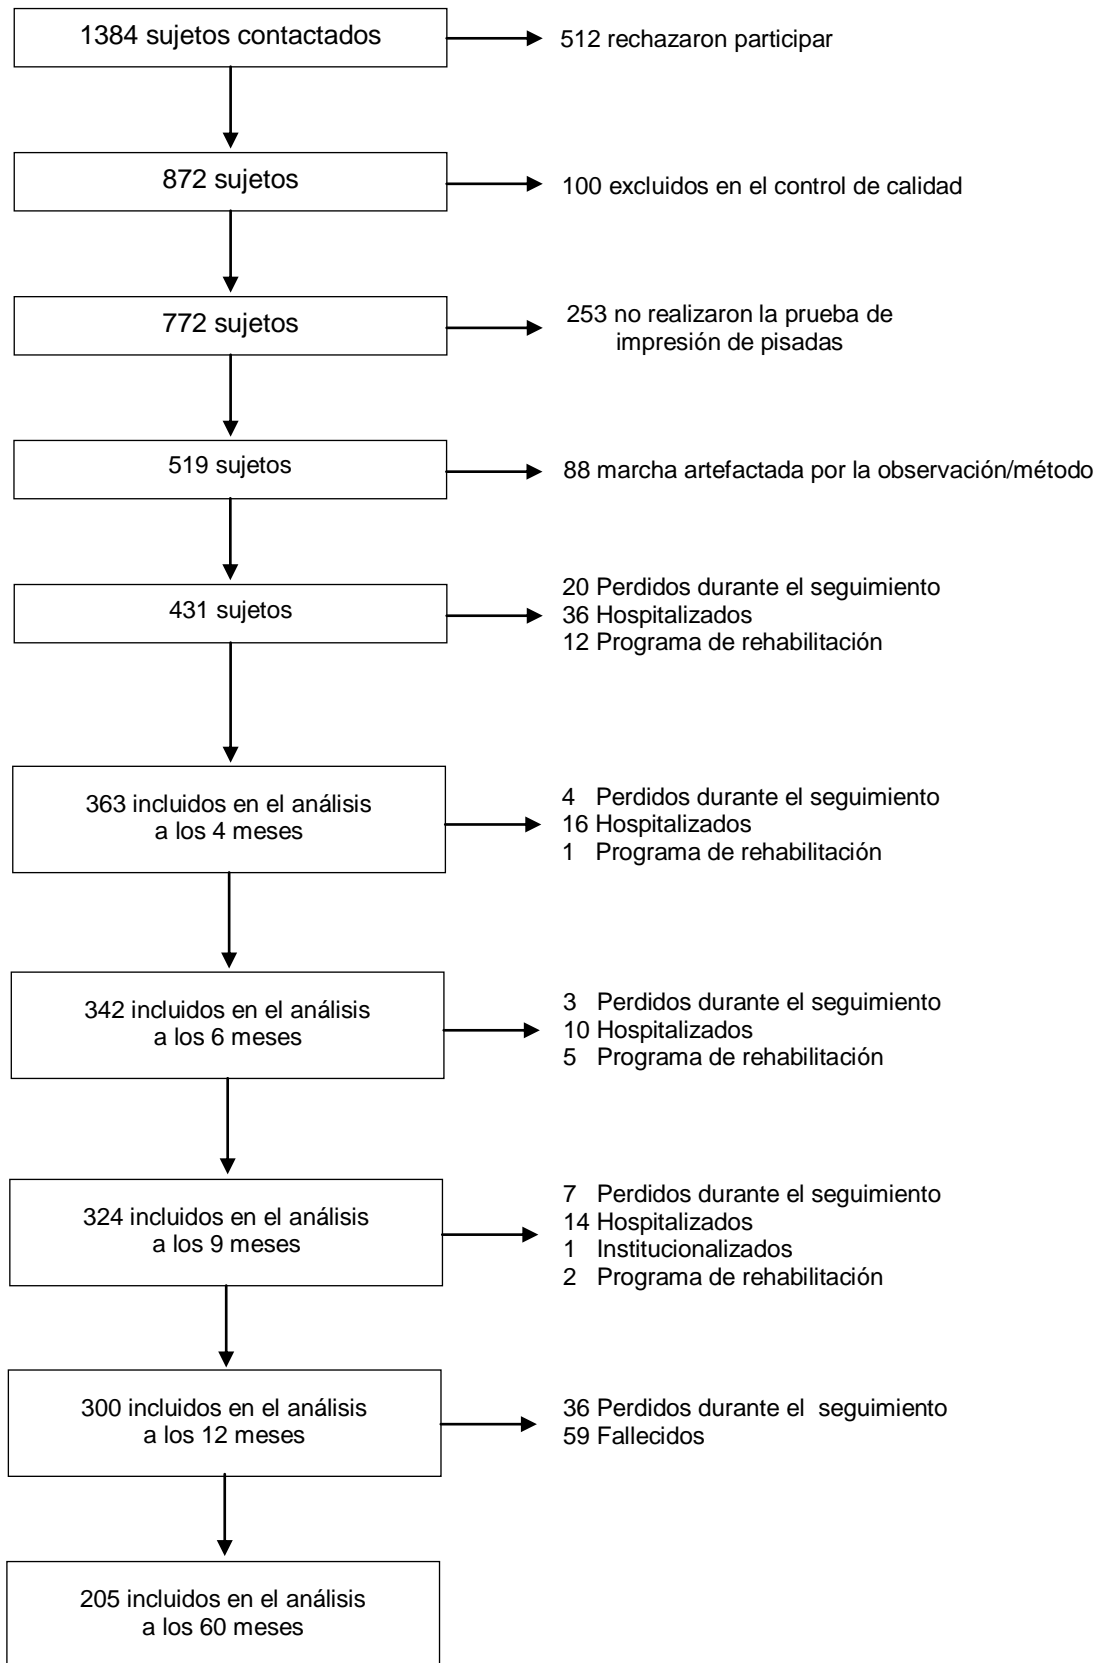 1384 sujetos contactados
512 rechazaron participar
872 sujetos
100 excluidos en el control de calidad
772 sujetos
253 no realizaron la prueba de
impresión de pisadas
519 sujetos
88 marcha artefactada por la observación/método
431 sujetos
20 Perdidos durante el seguimiento
36 Hospitalizados
12 Programa de rehabilitación
363 incluidos en el análisis
a los 4 meses
4 Perdidos durante el seguimiento
16 Hospitalizados
1 Programa de rehabilitación
342 incluidos en el análisis
a los 6 meses
3 Perdidos durante el seguimiento
10 Hospitalizados
5 Programa de rehabilitación
324 incluidos en el análisis
a los 9 meses
7 Perdidos durante el seguimiento
14 Hospitalizados
1 Institucionalizados
2 Programa de rehabilitación
300 incluidos en el análisis
a los 12 meses
36 Perdidos durante el seguimiento
59 Fallecidos
205 incluidos en el análisis
a los 60 meses